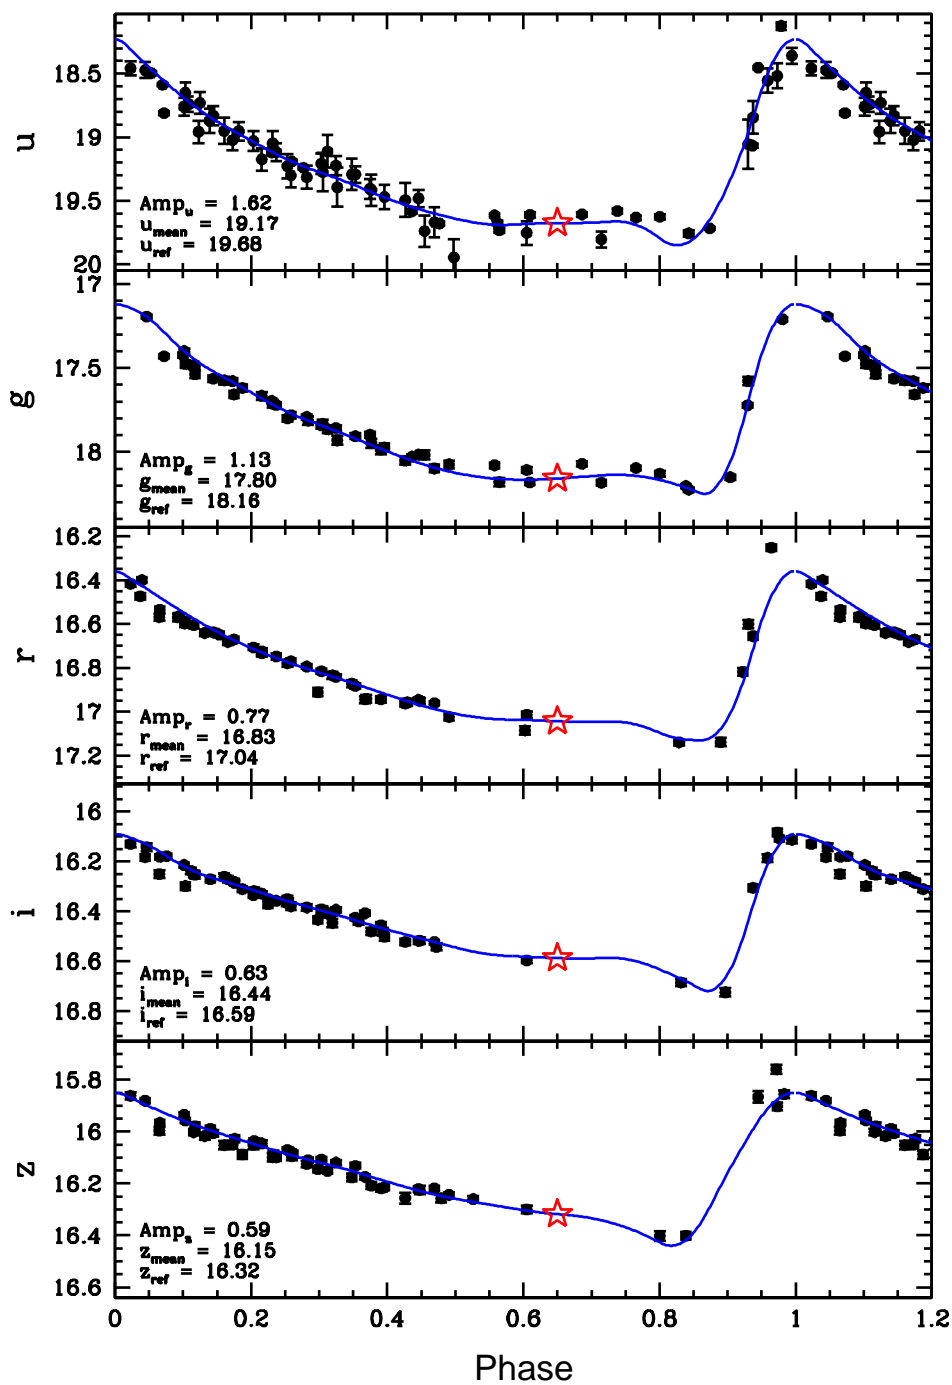 18.5
19
19.5
20
u
Amp_u = 1.62
u_mean = 19.17
u_ref = 19.68
17
17.5
18
g
Amp_g = 1.13
g_mean = 17.80
g_ref = 18.16
16.2
16.4
16.6
16.8
17
17.2
r
Amp_r = 0.77
r_mean = 16.83
r_ref = 17.04
16
16.2
16.4
16.6
16.8
i
Amp_i = 0.63
i_mean = 16.44
i_ref = 16.59
15.8
16
16.2
16.4
16.6
z
Amp_z = 0.59
z_mean = 16.15
z_ref = 16.32
0 0.2 0.4 0.6 0.8 1 1.2
Phase